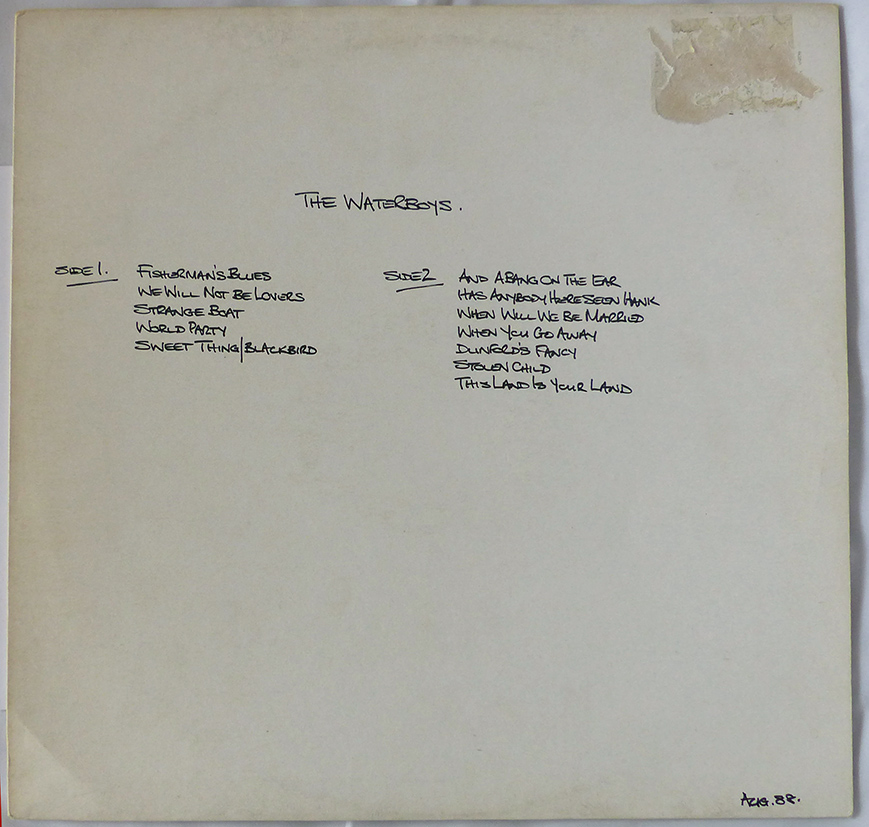 THE WATERBOYS.
SIDE 1.
FISHERMAN'S BLUES
WE WILL NOT BE LOVERS
STRANGE BOAT
WORLD PARTY
SWEET THING/BLACKBIRD
SIDE 2
AND A BANG ON THE EAR
HAS ANYBODY HERE SEEN HANK
WHEN WILL WE BE MARRIED
WHEN YOU GO AWAY
DUNFORD'S FANCY
STOLEN CHILD
THIS LAND IS YOUR LAND
AUG. 88.